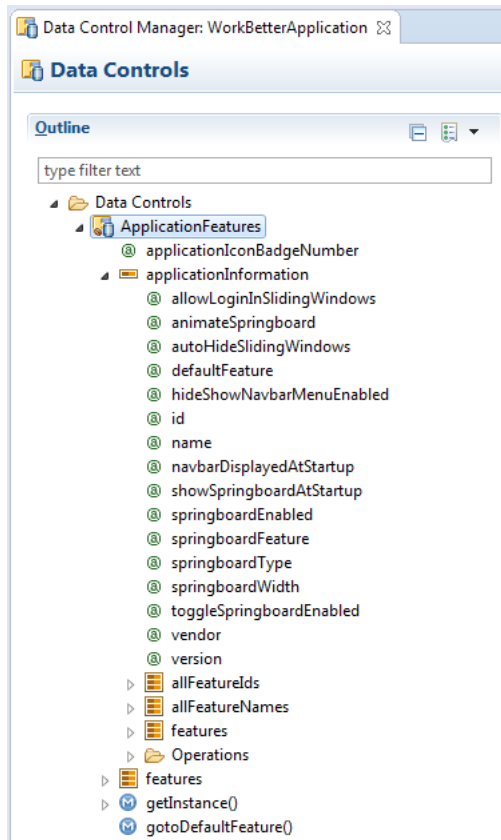 Data Control Manager: WorkBetterApplication
Data Controls
Outline
type filter text
Data Controls
ApplicationFeatures
applicationIconBadgeNumber
applicationInformation
allowLoginInSlidingWindows
animateSpringboard
autoHideSlidingWindows
defaultFeature
hideShowNavbarMenuEnabled
id
name
navbarDisplayedAtStartup
showSpringboardAtStartup
springboardEnabled
springboardFeature
springboardType
springboardWidth
toggleSpringboardEnabled
vendor
version
allFeatureIds
allFeatureNames
features
Operations
features
getInstance()
gotoDefaultFeature()